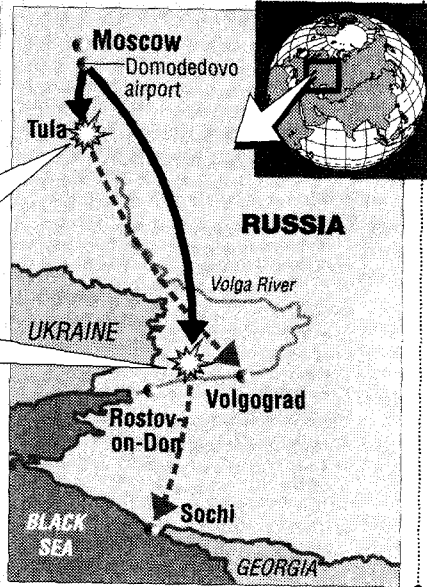 Moscow
Domodedovo
airport
Tula
RUSSIA
Volga River
UKRAINE
Volgograd
Rostov-
on-Don
Sochi
BLACK
SEA
GEORGIA